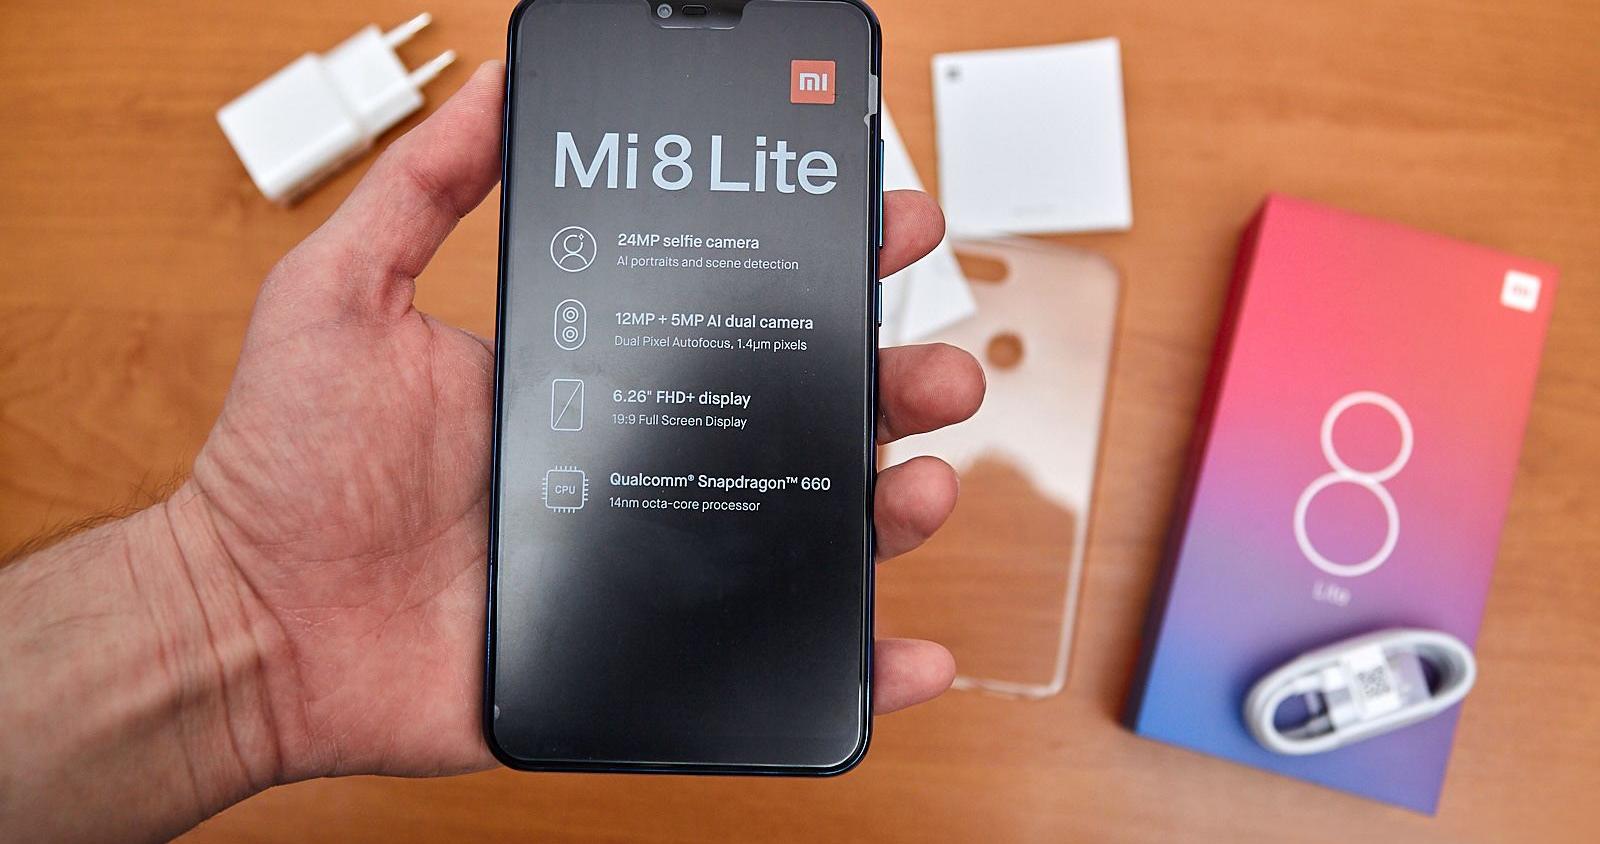 mi
Mi 8 Lite
24MP selfie camera
AI portraits and scene detection
12MP + 5MP AI dual camera
Dual Pixel Autofocus, 1.4μm pixels
6.26" FHD+ display
19:9 Full Screen Display
CPU
Qualcomm® Snapdragon™ 660
14nm octa-core processor
mi
8
Lite